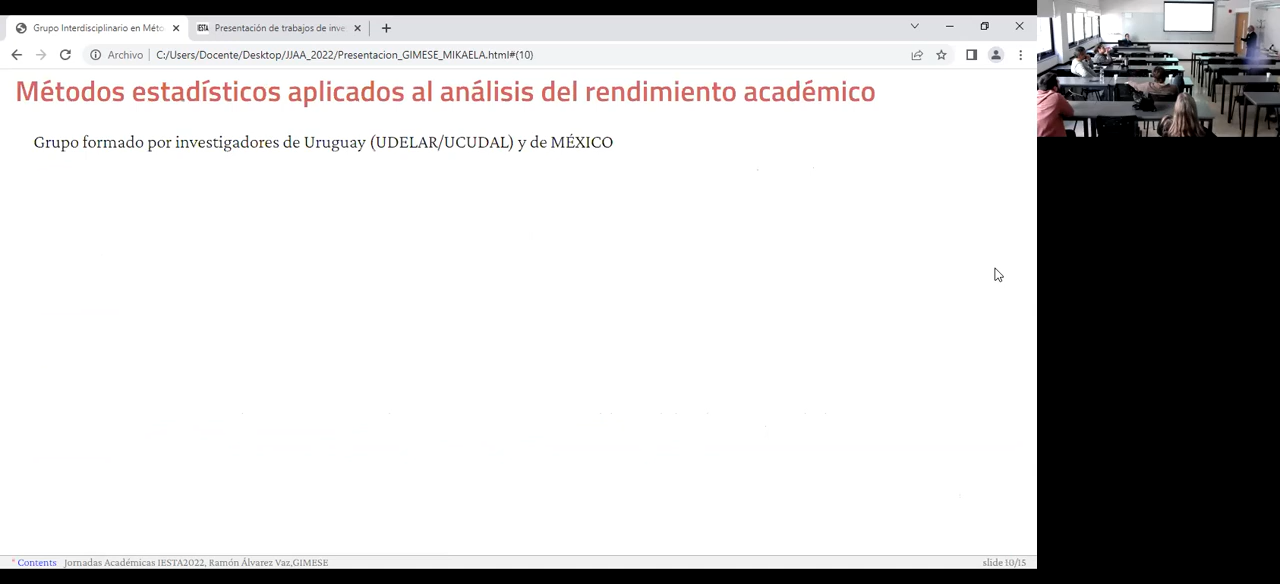 Grupo Interdisciplinario en Méto
Presentación de trabajos de inve
Archivo
C:/Users/Docente/Desktop/JJAA_2022/Presentacion_GIMESE_MIKAELA.html#(10)
Métodos estadísticos aplicados al análisis del rendimiento académico
Grupo formado por investigadores de Uruguay (UDELAR/UCUDAL) y de MÉXICO
* Contents Jornadas Académicas IESTA2022, Ramón Álvarez Vaz,GIMESE
slide 10/15